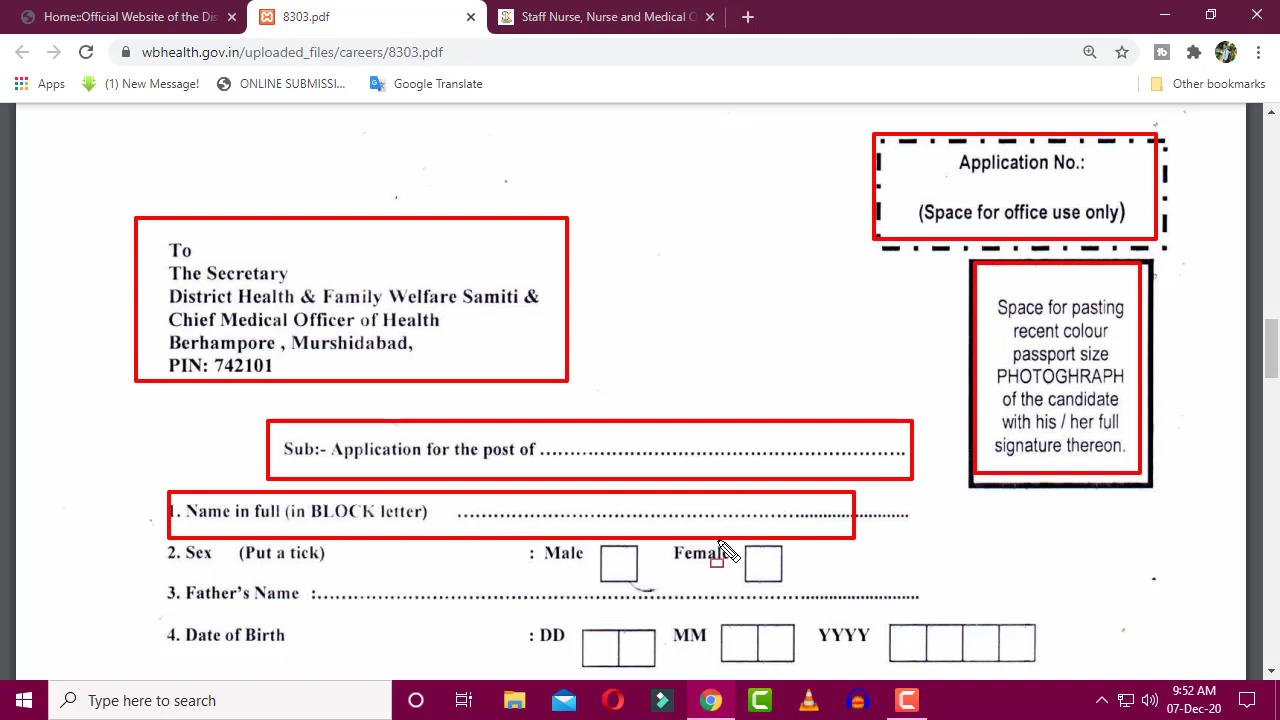 Home::Official Website of the Dis
8303.pdf
Staff Nurse, Nurse and Medical O
wbhealth.gov.in/uploaded_files/careers/8303.pdf
Apps
(1) New Message!
ONLINE SUBMISSI...
Google Translate
Other bookmarks
Application No.:
(Space for office use only)
To
The Secretary
District Health & Family Welfare Samiti &
Chief Medical Officer of Health
Berhampore , Murshidabad,
PIN: 742101
Space for pasting
recent colour
passport size
PHOTOGHRAPH
of the candidate
with his / her full
signature thereon.
Sub:- Application for the post of ............................................................
1. Name in full (in BLOCK letter) ............................................................
2. Sex (Put a tick) : Male Female
3. Father's Name :............................................................
4. Date of Birth : DD MM YYYY
Type here to search
9:52 AM
07-Dec-20